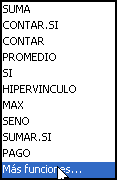 SUMA
CONTAR.SI
CONTAR
PROMEDIO
SI
HIPERVINCULO
MAX
SENO
SUMAR.SI
PAGO
Más funciones...